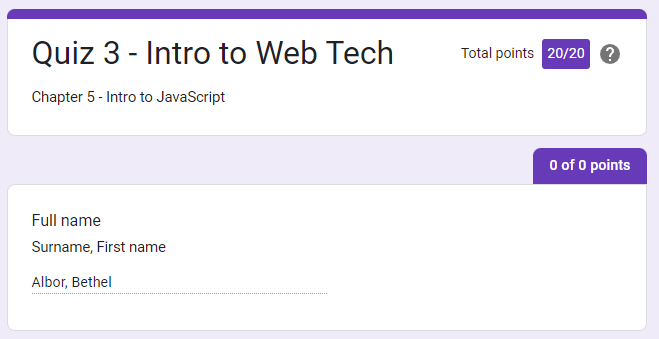 Quiz 3 - Intro to Web Tech
Total points 20/20 ?
Chapter 5 - Intro to JavaScript
0 of 0 points
Full name
Surname, First name
Albor, Bethel